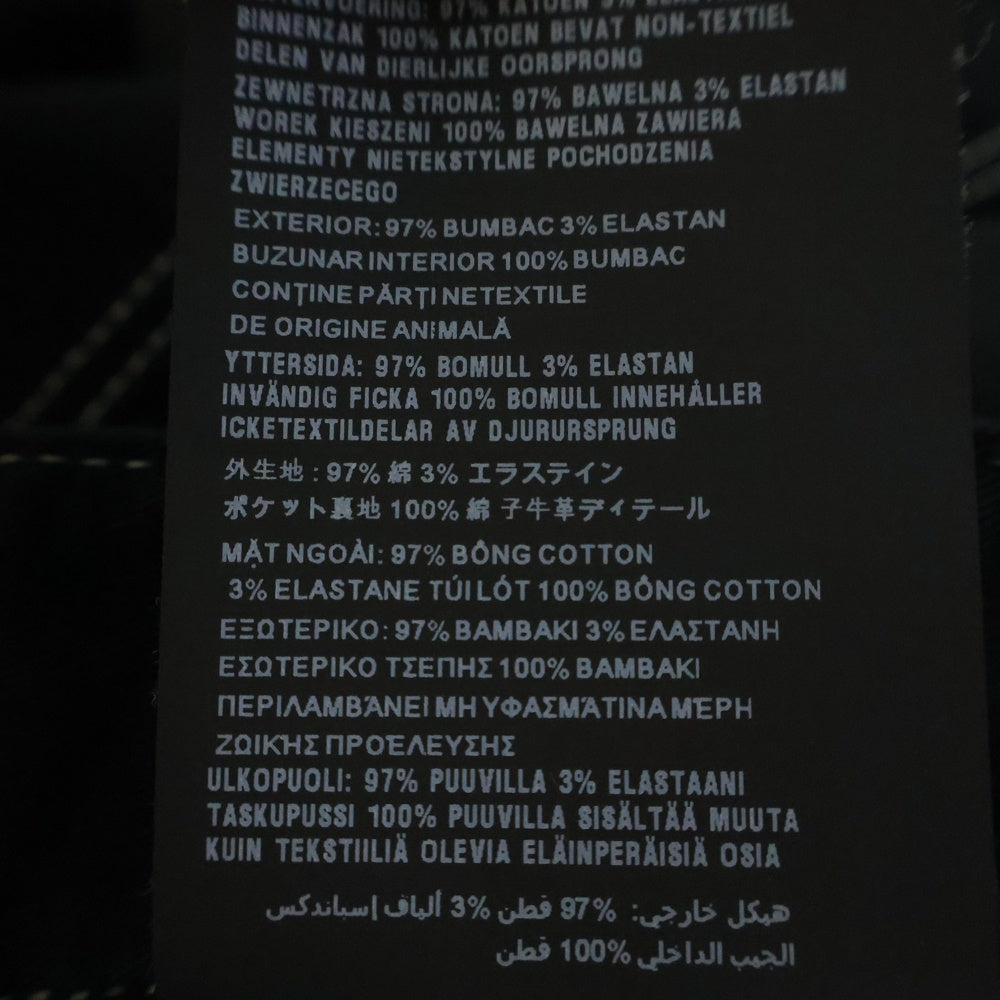 BINNENZAK 100% KATOEN BEVAT NON-TEXTIEL
DELEN VAN DIERLIJKE OORSPRONG
ZEWNETRZNA STRONA: 97% BAWELNA 3% ELASTAN
WOREK KIESZENI 100% BAWELNA ZAWIERA
ELEMENTY NIETEKSTYLNE POCHODZENIA
ZWIERZECEGO
EXTERIOR: 97% BUMBAC 3% ELASTAN
BUZUNAR INTERIOR 100% BUMBAC
CONȚINE PĂRȚI NETEXTILE
DE ORIGINE ANIMALĂ
YTTERSIDA: 97% BOMULL 3% ELASTAN
INVÄNDIG FICKA 100% BOMULL INNEHÅLLER
ICKETEXTILDELAR AV DJURURSPRUNG
外生地 : 97% 綿 3% エラステイン
ポケット裏地 100% 綿 子牛革ディテール
MẶT NGOÀI: 97% BÔNG COTTON
3% ELASTANE TÚI LÓT 100% BÔNG COTTON
ΕΞΩΤΕΡΙΚΟ: 97% ΒΑΜΒΑΚΙ 3% ΕΛΑΣΤΑΝΗ
ΕΣΩΤΕΡΙΚΟ ΤΣΕΠΗΣ 100% ΒΑΜΒΑΚΙ
ΠΕΡΙΛΑΜΒΆΝΕΙ ΜΗ ΥΦΑΣΜΆΤΙΝΑ ΜΈΡΗ
ΖΩΙΚΉΣ ΠΡΟΈΛΕΥΣΗΣ
ULKOPUOLI: 97% PUUVILLA 3% ELASTAANI
TASKUPUSSI 100% PUUVILLA SISÄLTÄÄ MUUTA
KUIN TEKSTIILIÄ OLEVIA ELÄINPERÄISIÄ OSIA
هيكل خارجي: 97% قطن 3% ألياف إسباندكس
الجيب الداخلي 100% قطن